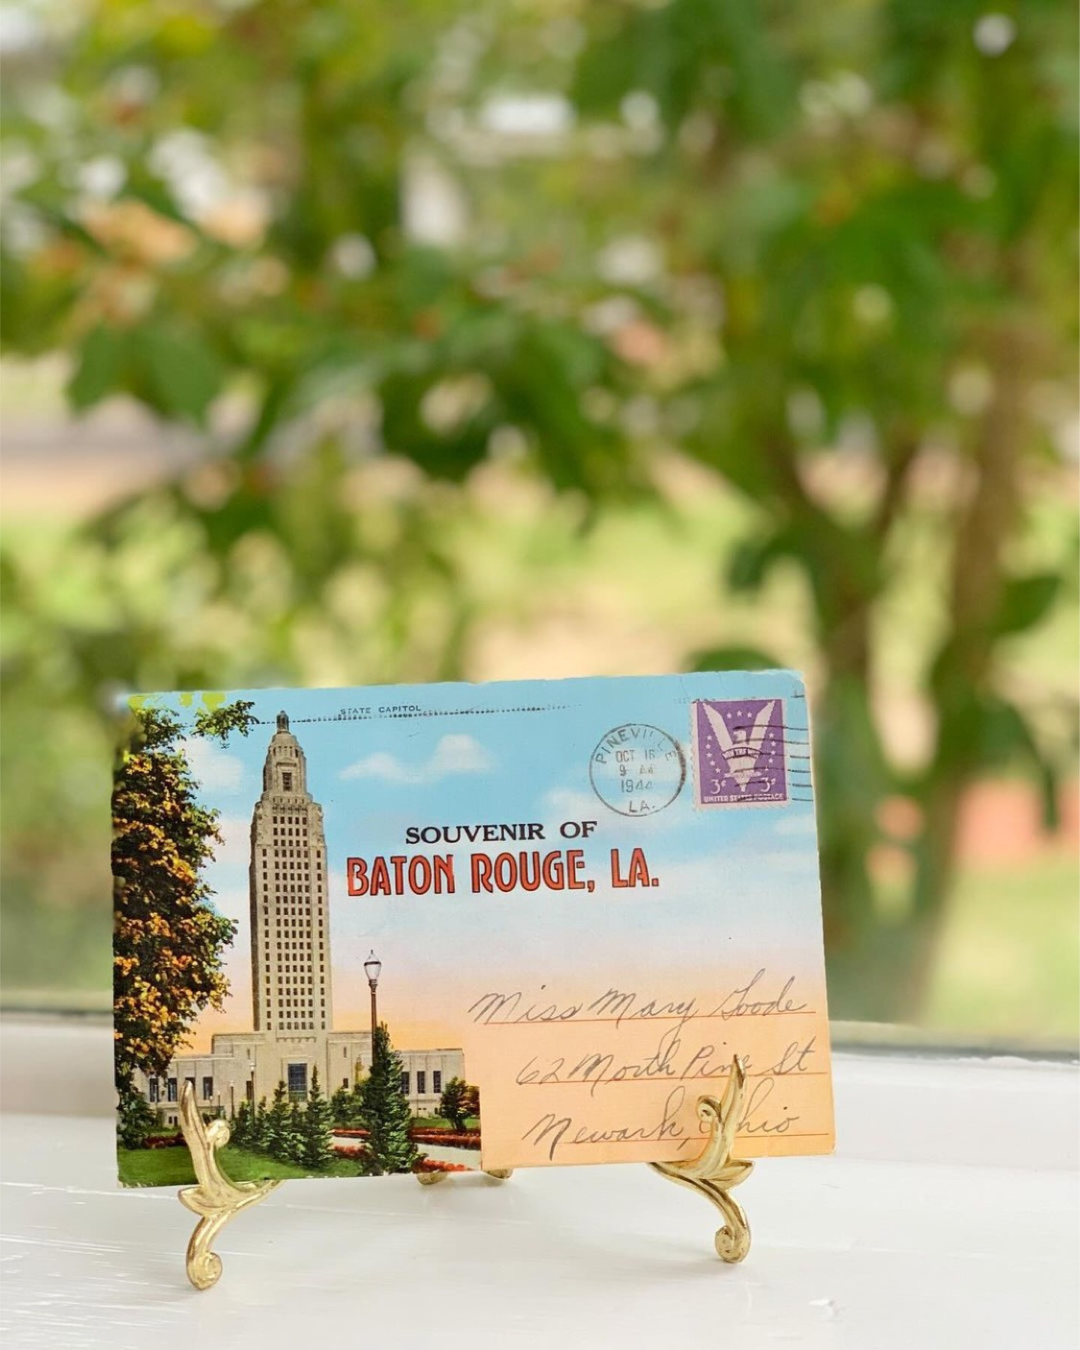 STATE CAPITOL
PINEVILLE
OCT 16
9 AM
1944
LA.
WIN THE WAR
3¢ 3¢
UNITED STATES POSTAGE
SOUVENIR OF
BATON ROUGE, LA.
Miss Mary Goode
62 North Pine St
Newark, Ohio